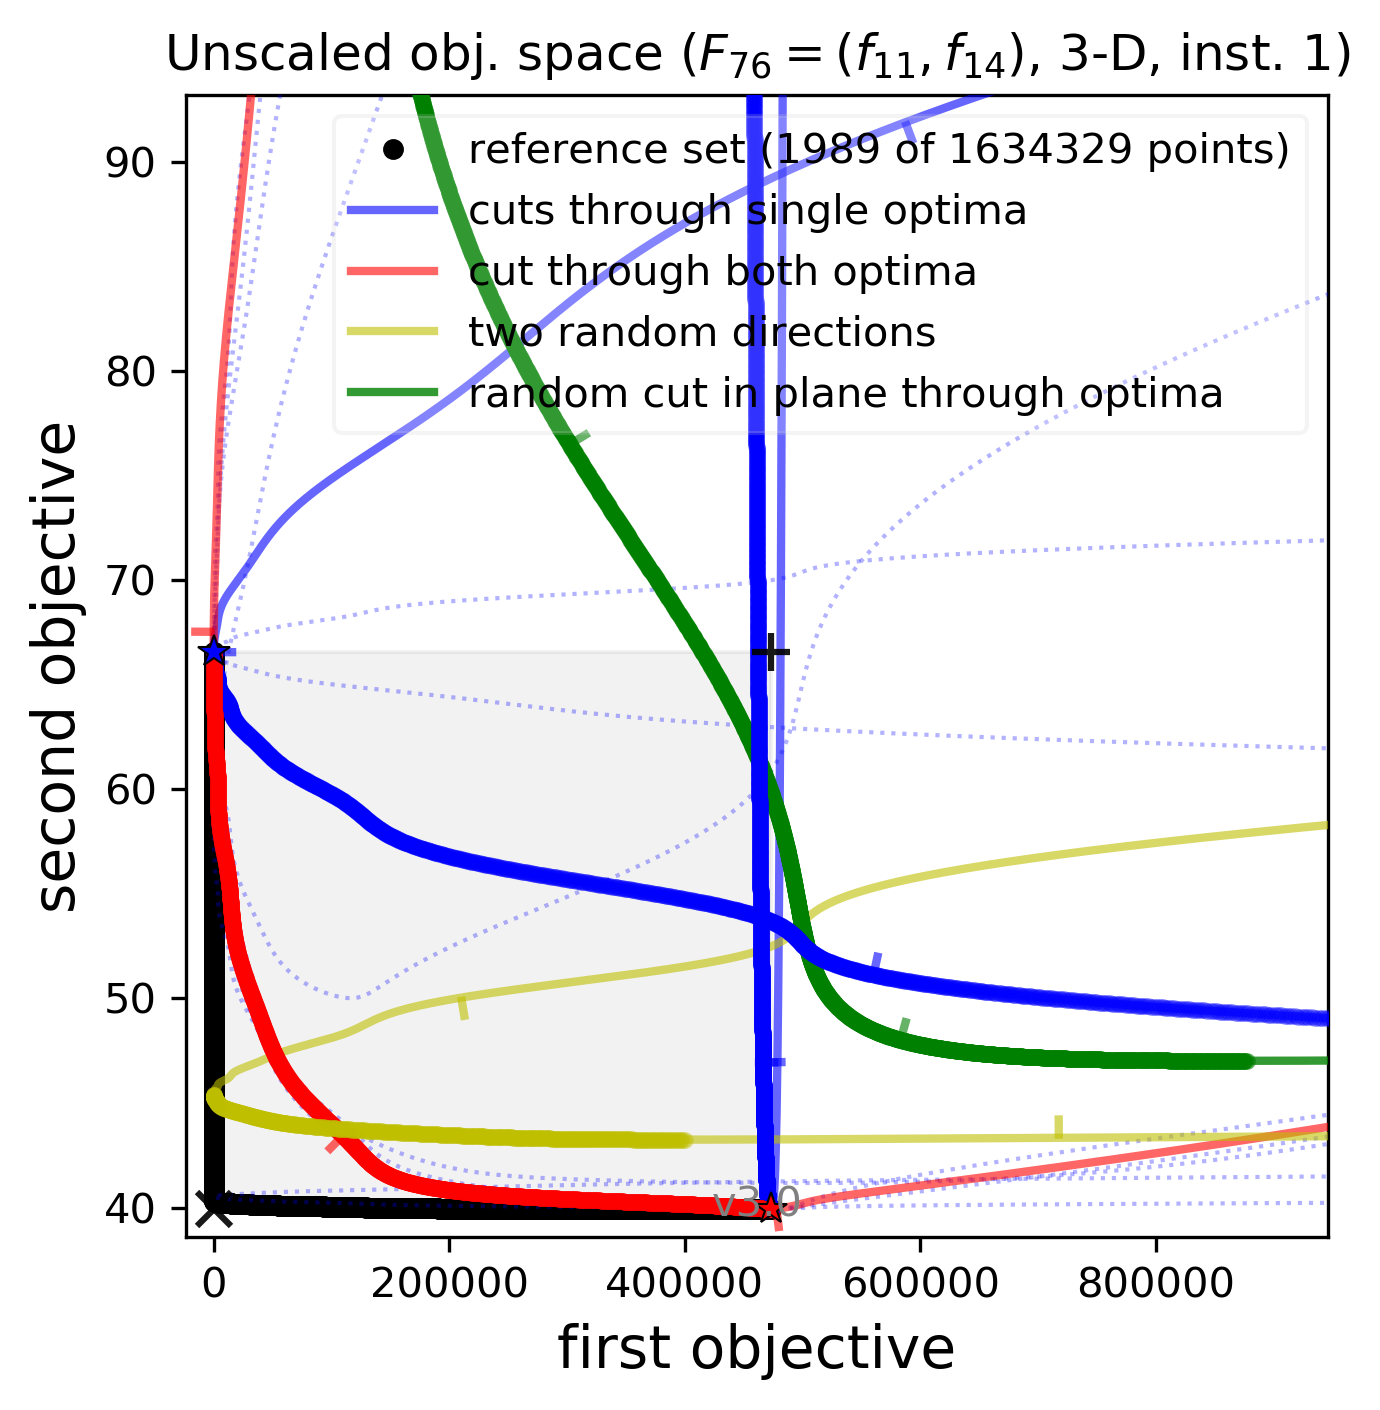 Unscaled obj. space (F₇₆ = (f₁₁, f₁₄), 3-D, inst. 1)
reference set (1989 of 1634329 points)
cuts through single optima
cut through both optima
two random directions
random cut in plane through optima
second objective
90
80
70
60
50
40
v3.0
0
200000
400000
600000
800000
first objective